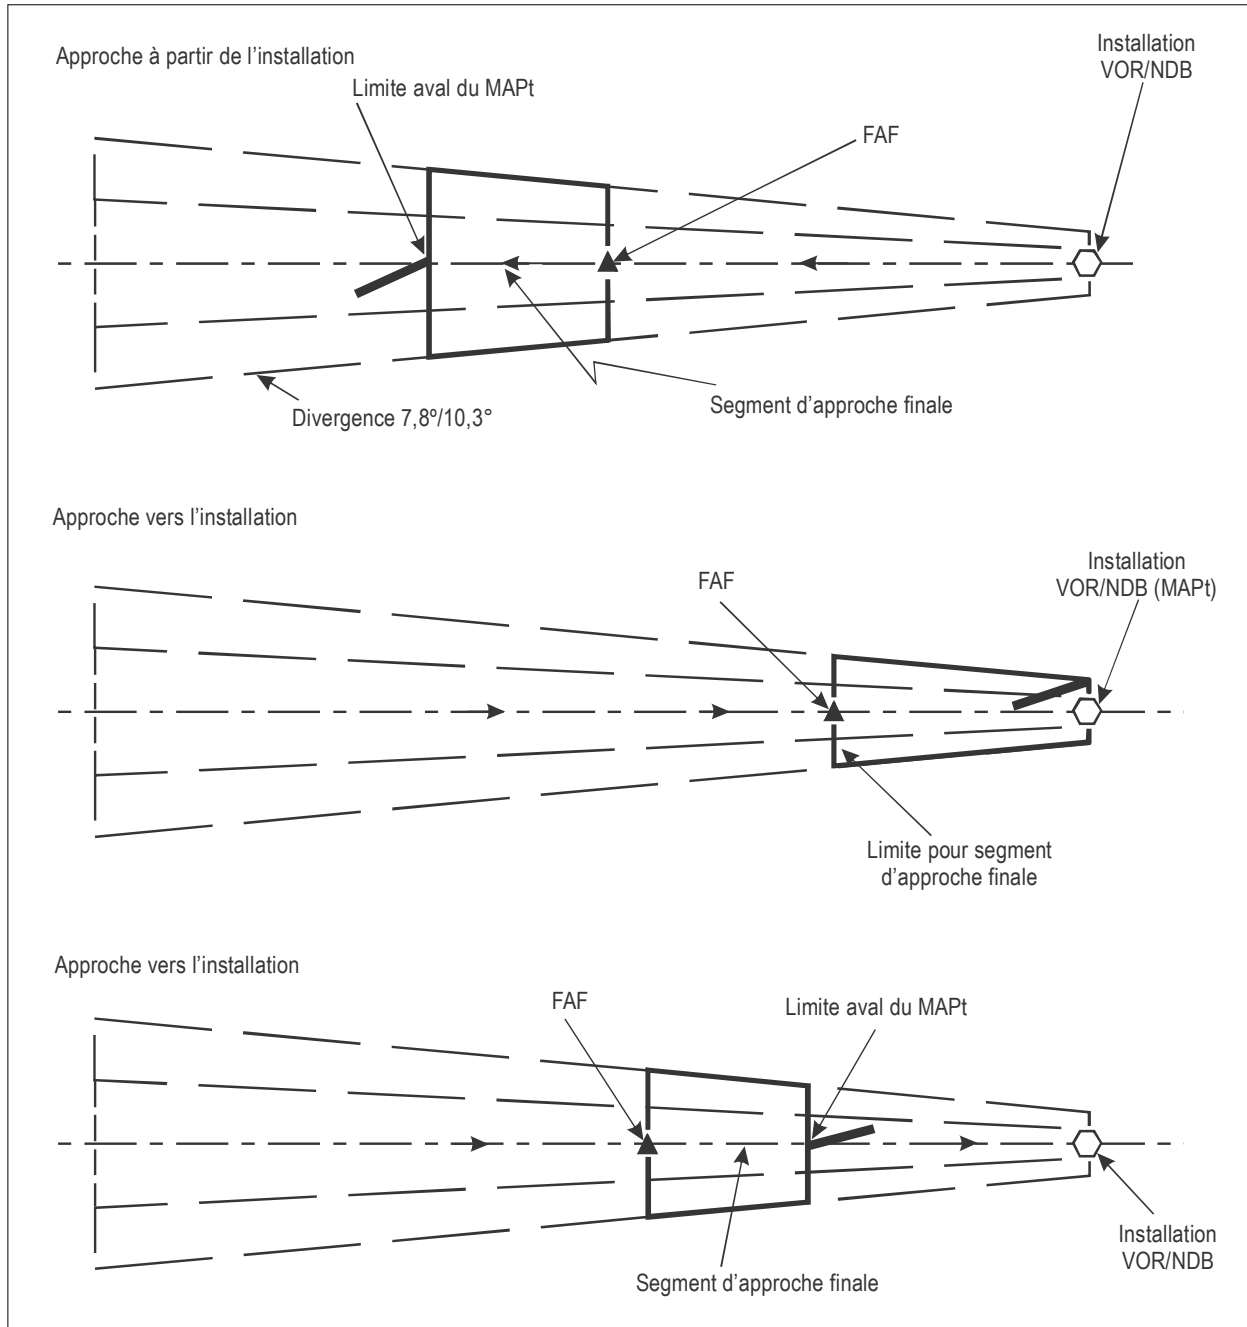 Approche à partir de l'installation
Limite aval du MAPt
Installation
VOR/NDB
FAF
Segment d'approche finale
Divergence 7,8º/10,3°
Approche vers l'installation
FAF
Installation
VOR/NDB (MAPt)
Limite pour segment
d'approche finale
Approche vers l'installation
FAF
Limite aval du MAPt
Segment d'approche finale
Installation
VOR/NDB